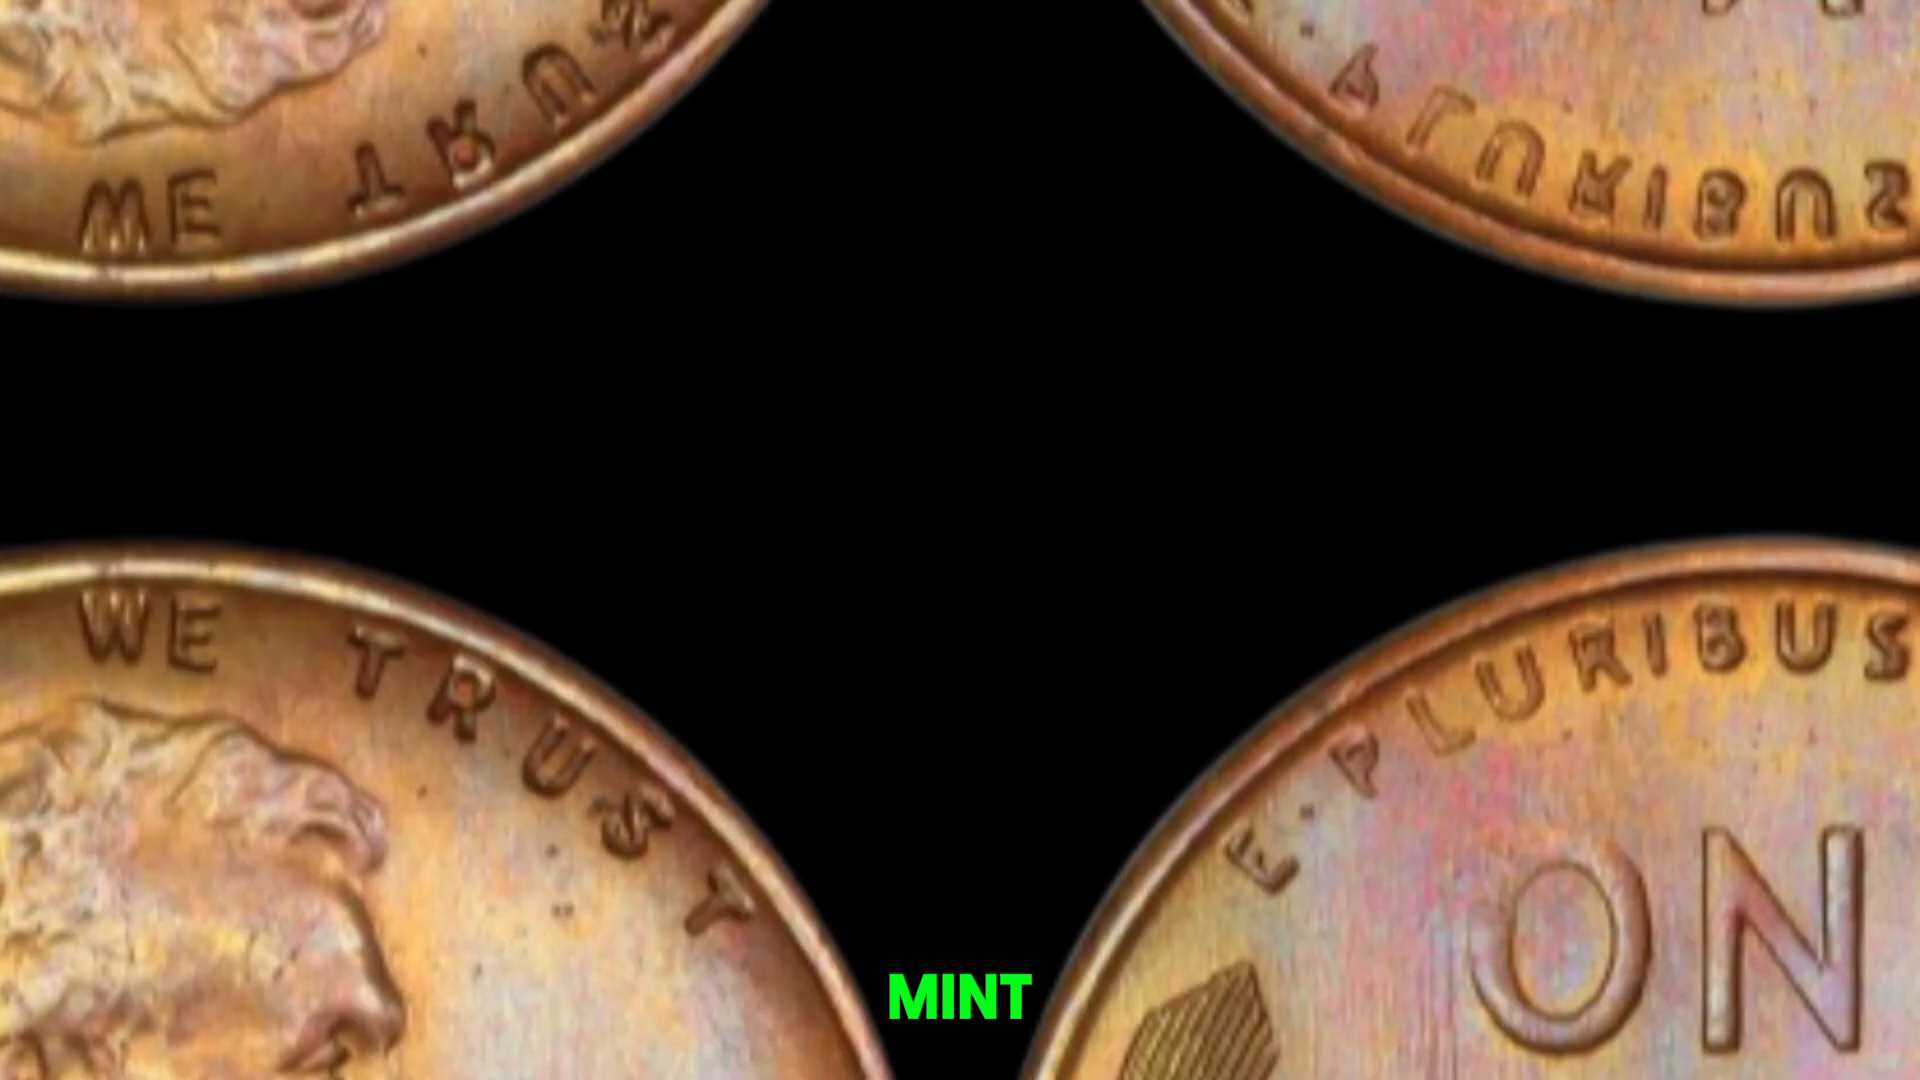 WE TRUST
PLURIBUS
WE TRUST
E · PLURIBUS
ON
MINT